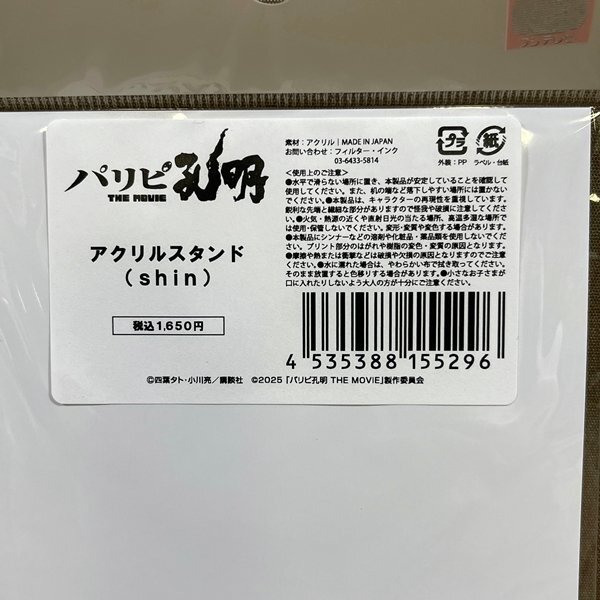 パリピ孔明
THE MOVIE
アクリルスタンド
(shin)
税込1,650円
素材：アクリル｜MADE IN JAPAN
お問い合わせ：フィルター・インク
03-6433-5814
プラ
紙
外装：PP
ラベル・台紙
<使用上のご注意>
●水平で滑らない場所に置き、本製品が安定していることを確認して
使用してください。また、机の端など落下しやすい場所には置かない
でください。●本製品は、キャラクターの再現性を重視しています。
鋭利な先端と繊細な部分がありますので怪我や破損に注意してくださ
い。●火気・熱源の近くや直射日光の当たる場所、高温多湿な場所で
は使用・保管しないでください。変形・変質や変色する場合があります。
●本製品にシンナーなどの溶剤や化粧品・薬品類を使用しないでくだ
さい。プリント部分のはがれや樹脂の変色・変質の原因となります。
●摩擦や熱または衝撃などは破損や欠損の原因となりますのでご注意
ください。●水に濡れた場合は、やわらかい布で拭き取ってください。
そのまま放置すると色移りする場合があります。●小さなお子さまが
口に入れたりしないよう大人の方が十分にご注意ください。
4 535388 155296
©四葉タト・小川亮／講談社 ©2025「パリピ孔明 THE MOVIE」製作委員会